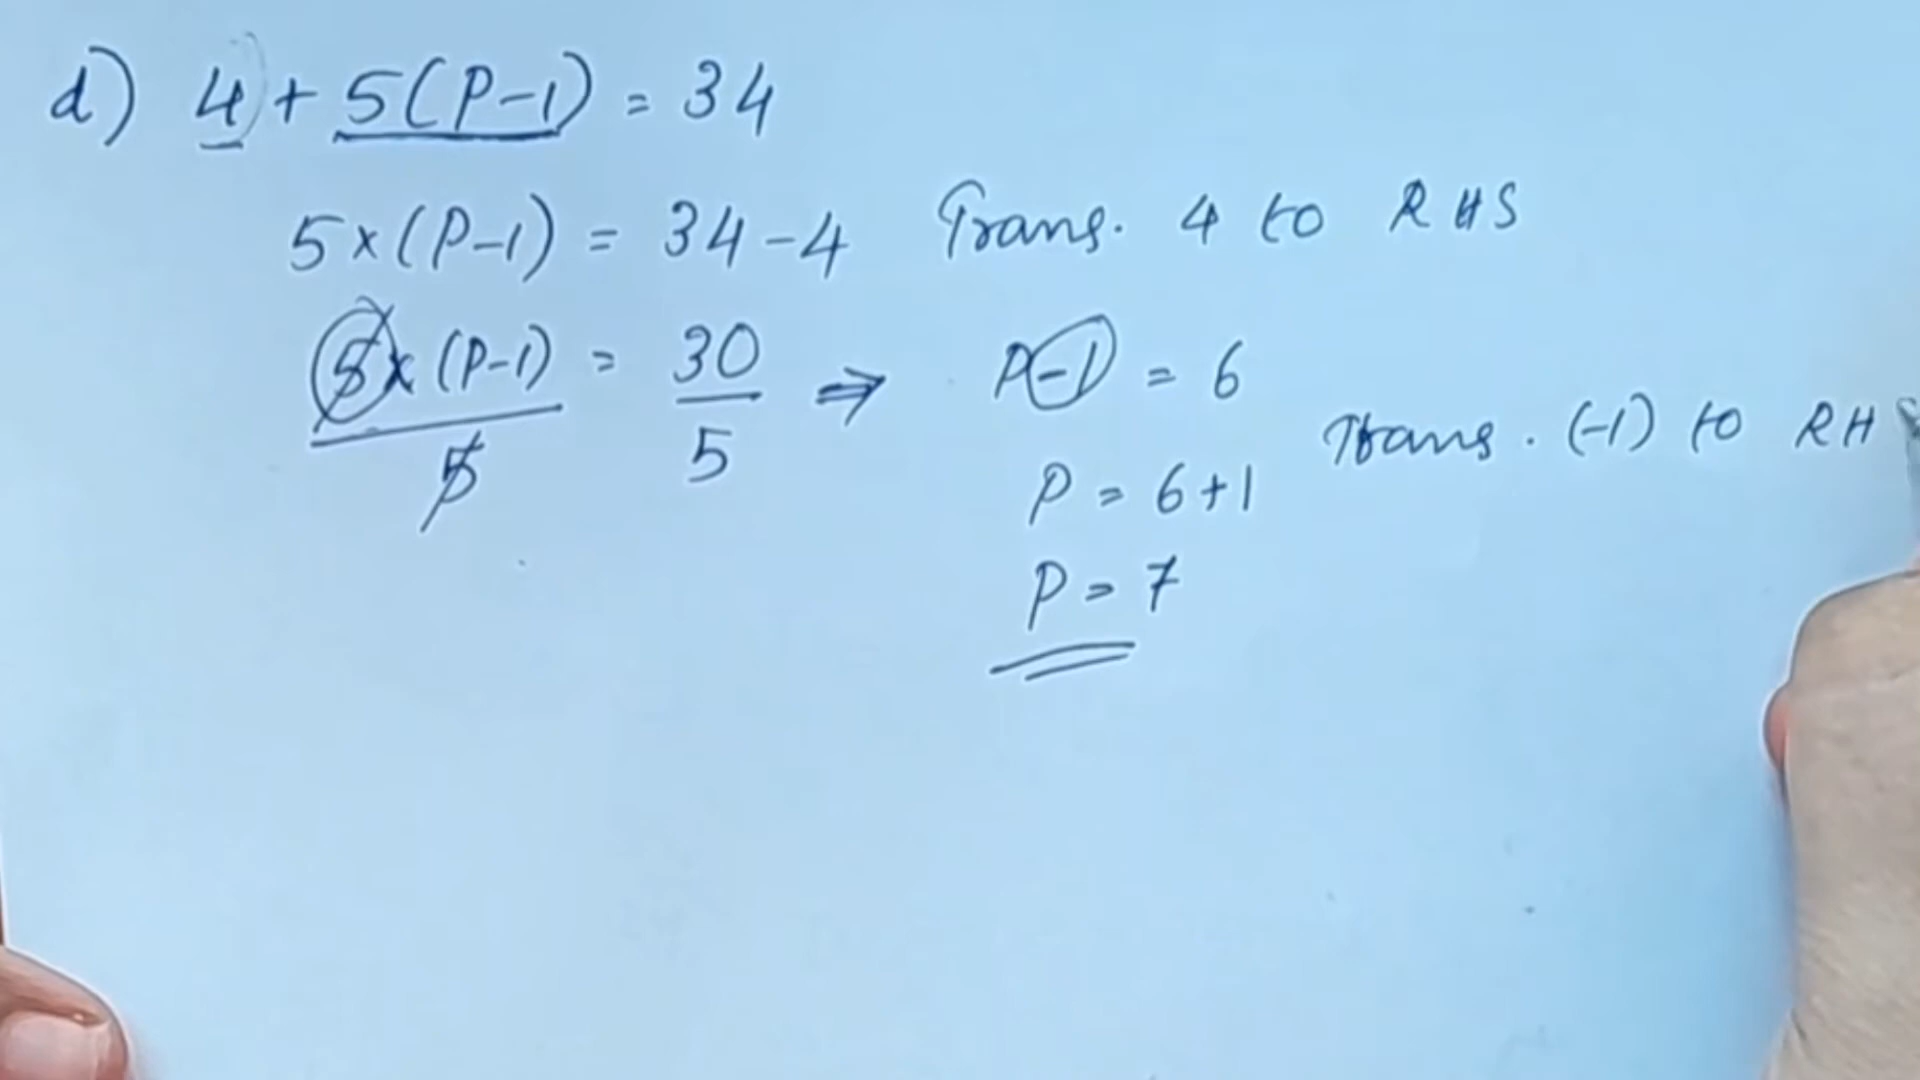 d) 4 + 5(P-1) = 34
5×(P-1) = 34-4 Trans. 4 to RHS
5×(P-1)/5 = 30/5 ⇒ P-1 = 6
Trans. (-1) to RHS
P = 6+1
P = 7